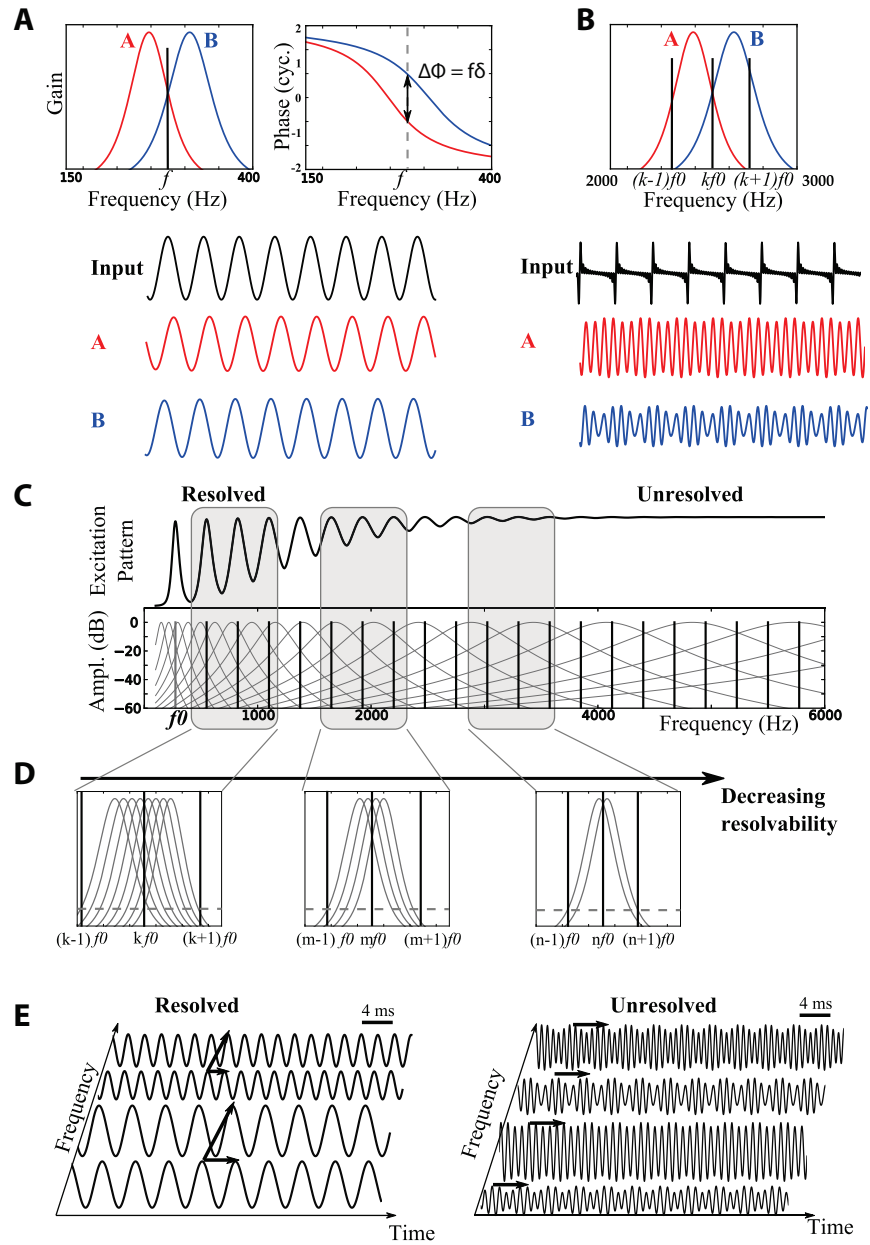 A
B
Gain
A
B
150
f
400
Frequency (Hz)
Phase (cyc.)
2
1
0
-1
-2
ΔΦ = fδ
150
f
400
Frequency (Hz)
A
B
2000
(k-1)f0
kf0
(k+1)f0
3000
Frequency (Hz)
Input
A
B
Input
A
B
C
Resolved
Unresolved
Excitation
Pattern
Ampl. (dB)
0
−20
−40
−60
f0
1000
2000
4000
6000
Frequency (Hz)
D
Decreasing
resolvability
(k-1)f0 kf0 (k+1)f0
(m-1) f0 mf0 (m+1)f0
(n-1)f0 nf0 (n+1)f0
E
Resolved
4 ms
Frequency
Time
Unresolved
4 ms
Frequency
Time